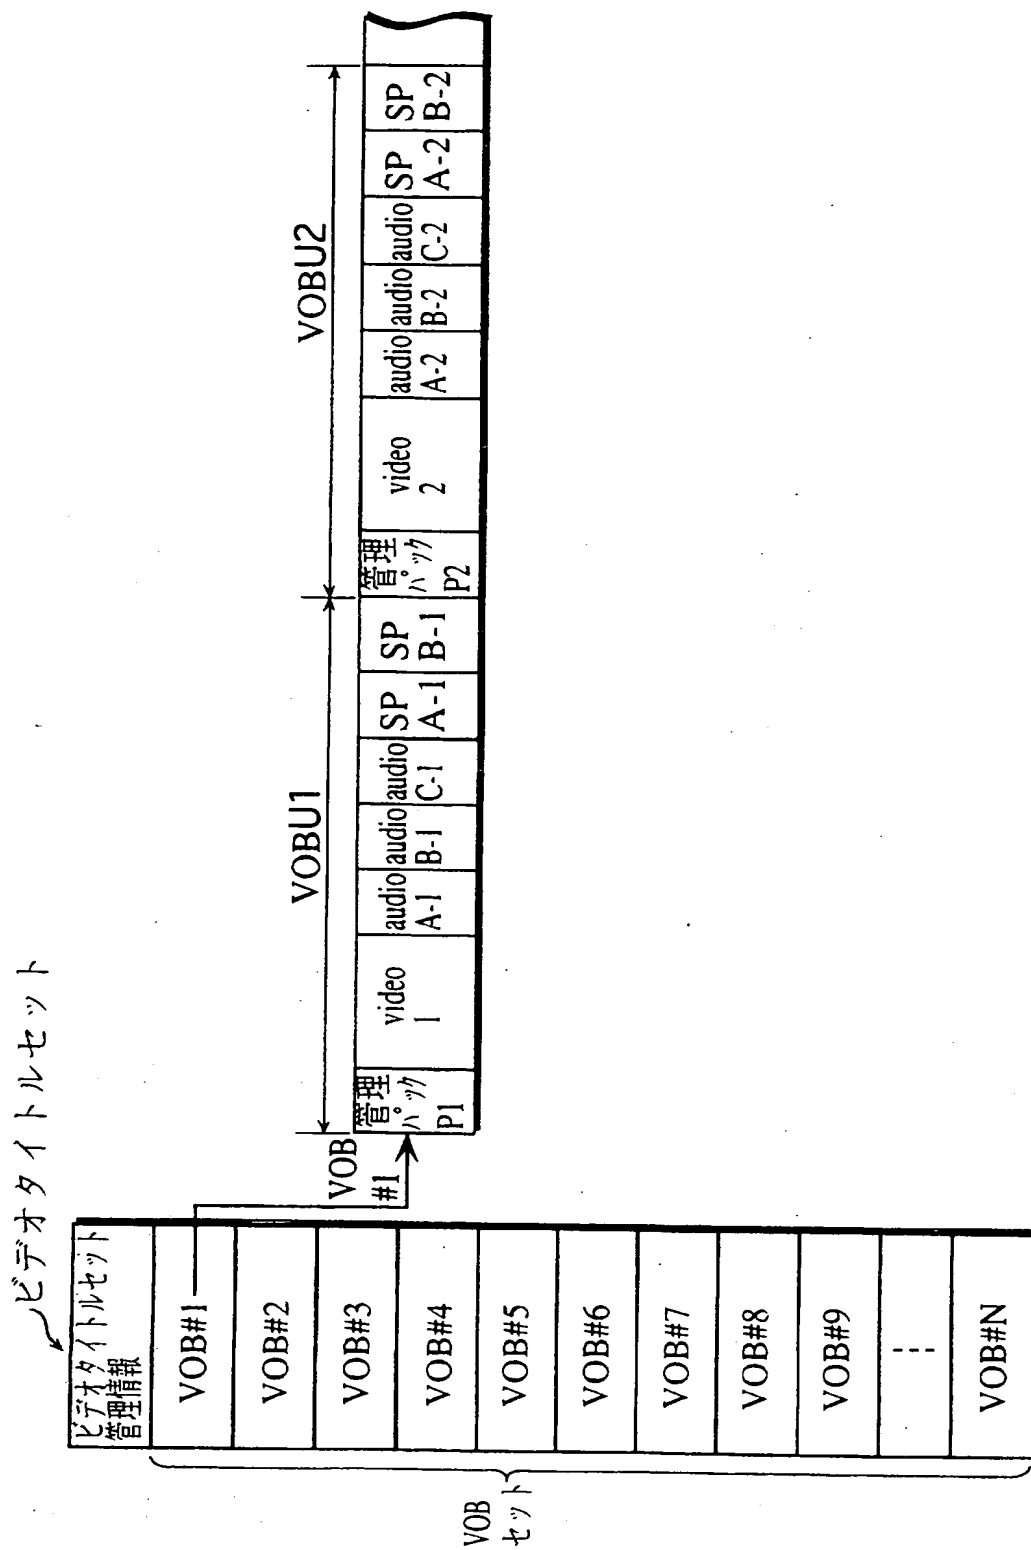 ビデオタイトルセット
ビデオタイトルセット
管理情報
VOB#1
VOB#2
VOB#3
VOB#4
VOB#5
VOB#6
VOB#7
VOB#8
VOB#9
VOB#N
VOB
セット
VOB
#1
VOBU1
VOBU2
管理
パック
P1
video
1
audio
A-1
audio
B-1
audio
C-1
SP
A-1
SP
B-1
管理
パック
P2
video
2
audio
A-2
audio
B-2
audio
C-2
SP
A-2
SP
B-2